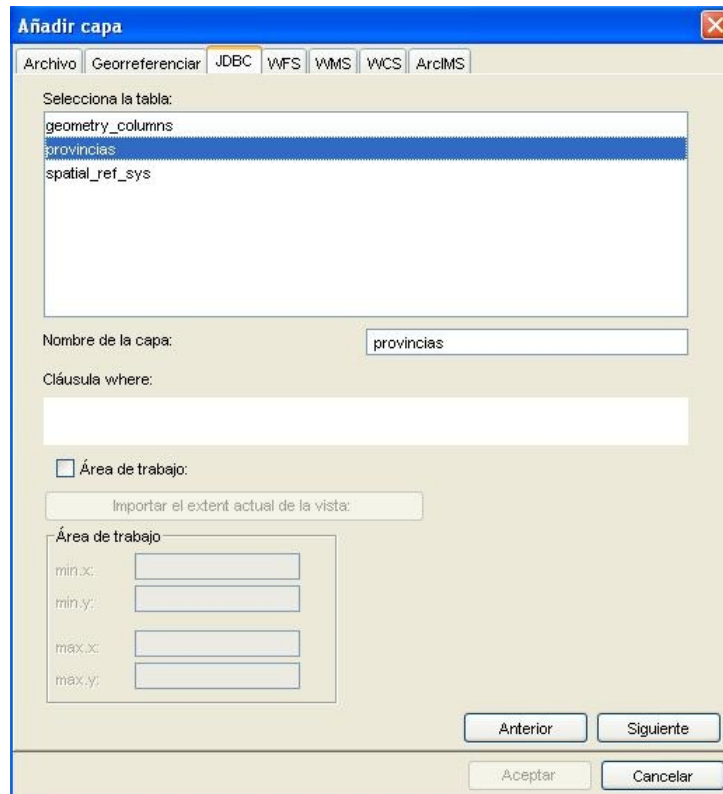 Añadir capa
Archivo Georreferenciar JDBC WFS WMS WCS ArcIMS
Selecciona la tabla:
geometry_columns
provincias
spatial_ref_sys
Nombre de la capa: provincias
Cláusula where:
Área de trabajo:
Importar el extent actual de la vista:
Área de trabajo
min.x:
min.y:
max.x:
max.y:
Anterior Siguiente
Aceptar Cancelar